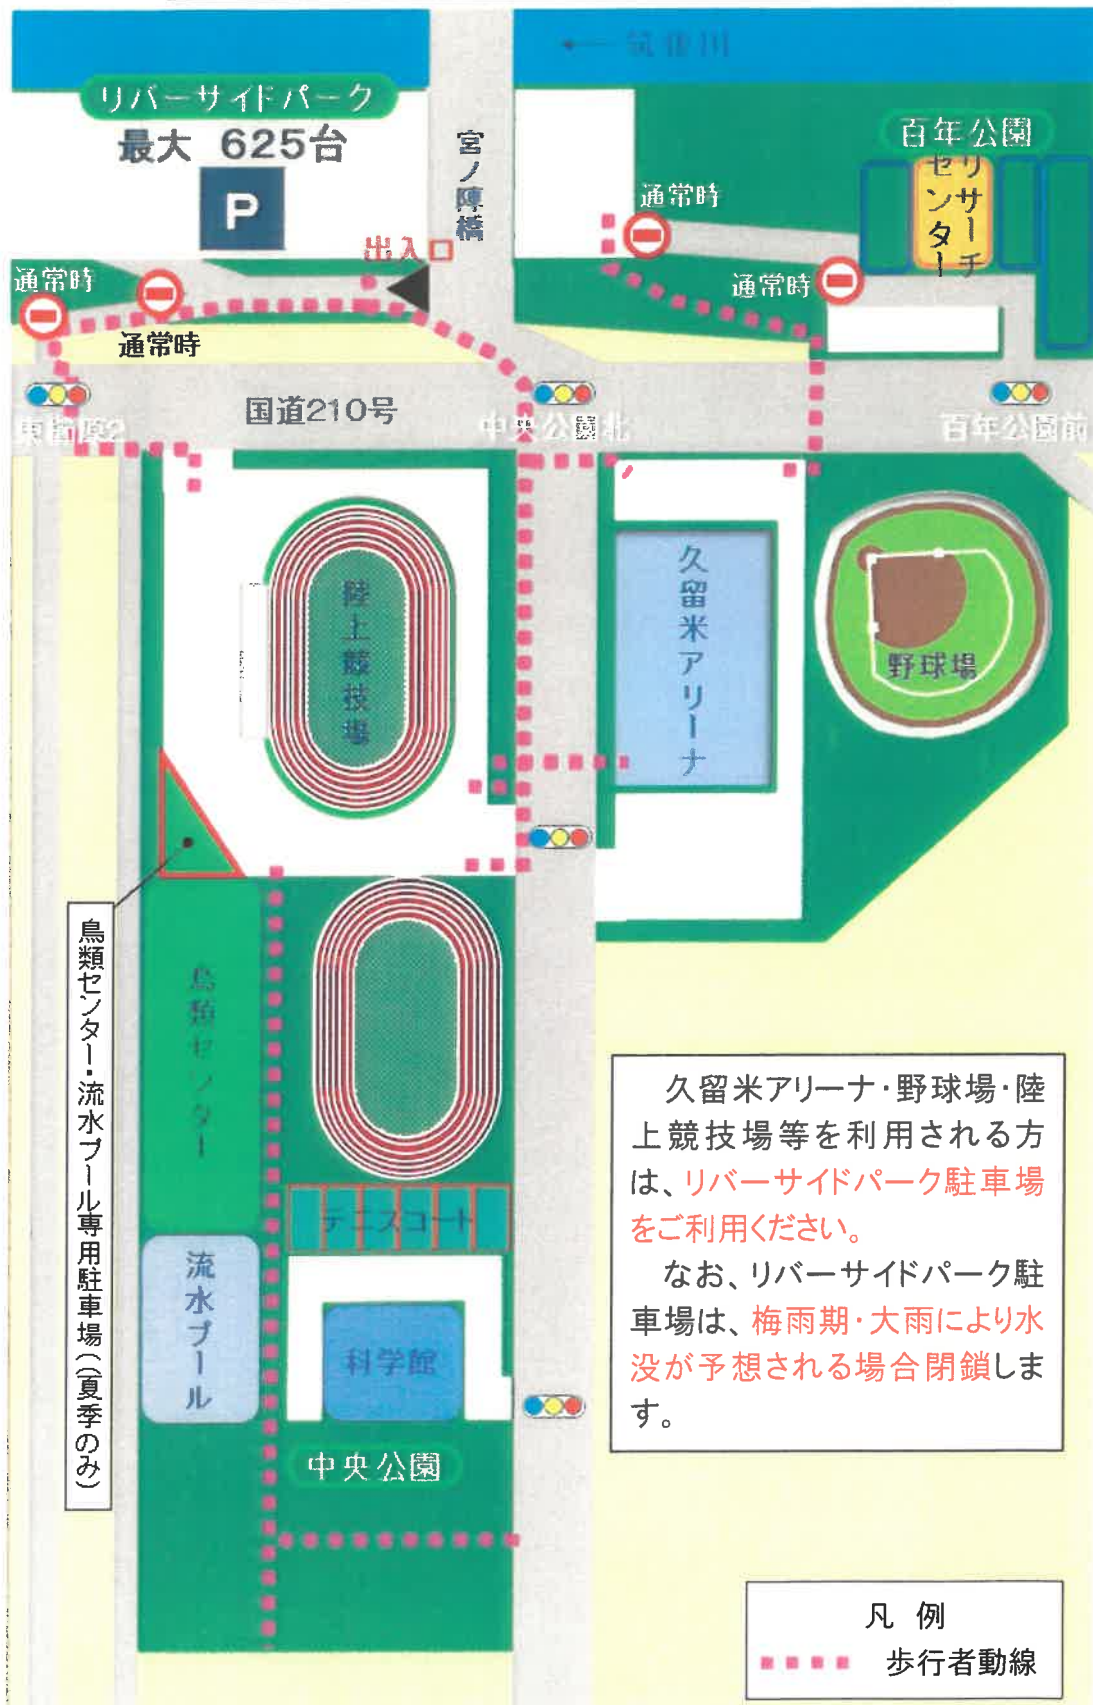 ← 筑後川
リバーサイドパーク
最大 625台
P
宮ノ陣橋
出入口
百年公園
リサーチ
センター
通常時
通常時
通常時
通常時
国道210号
東櫛原2
中央公園北
百年公園前
陸上競技場
久留米アリーナ
野球場
鳥類センター・流水プール専用駐車場(夏季のみ)
鳥類センター
テニスコート
流水プール
科学館
中央公園
久留米アリーナ・野球場・陸
上競技場等を利用される方
は、リバーサイドパーク駐車場
をご利用ください。
なお、リバーサイドパーク駐
車場は、梅雨期・大雨により水
没が予想される場合閉鎖しま
す。
凡 例
歩行者動線